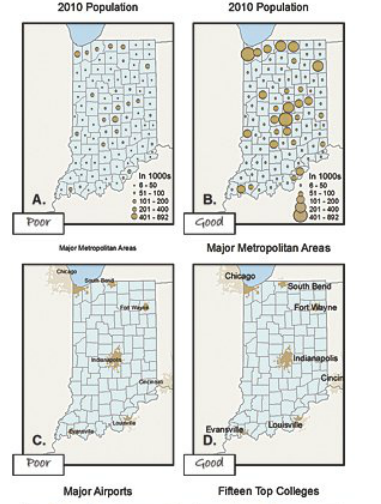 2010 Population
2010 Population
In 1000s
6 - 50
51 - 100
101 - 200
201 - 400
401 - 892
A.
Poor
In 1000s
6 - 50
51 - 100
101 - 200
201 - 400
401 - 892
B.
Good
Major Metropolitan Areas
Major Metropolitan Areas
Chicago
South Bend
Fort Wayne
Indianapolis
Cincinnati
Louisville
Evansville
C.
Poor
Chicago
South Bend
Fort Wayne
Indianapolis
Cincin
Louisville
Evansville
D.
Good
Major Airports
Fifteen Top Colleges